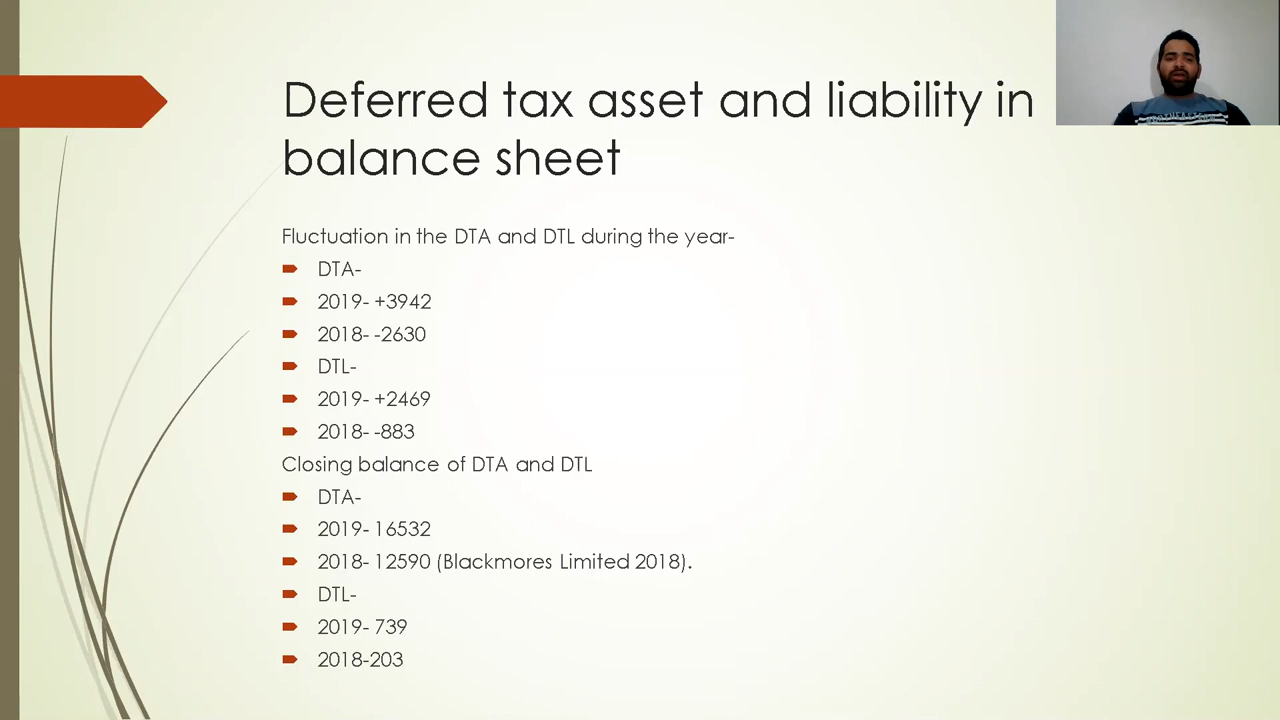 Deferred tax asset and liability in
balance sheet
Fluctuation in the DTA and DTL during the year-
DTA-
2019- +3942
2018- -2630
DTL-
2019- +2469
2018- -883
Closing balance of DTA and DTL
DTA-
2019- 16532
2018- 12590 (Blackmores Limited 2018).
DTL-
2019- 739
2018-203